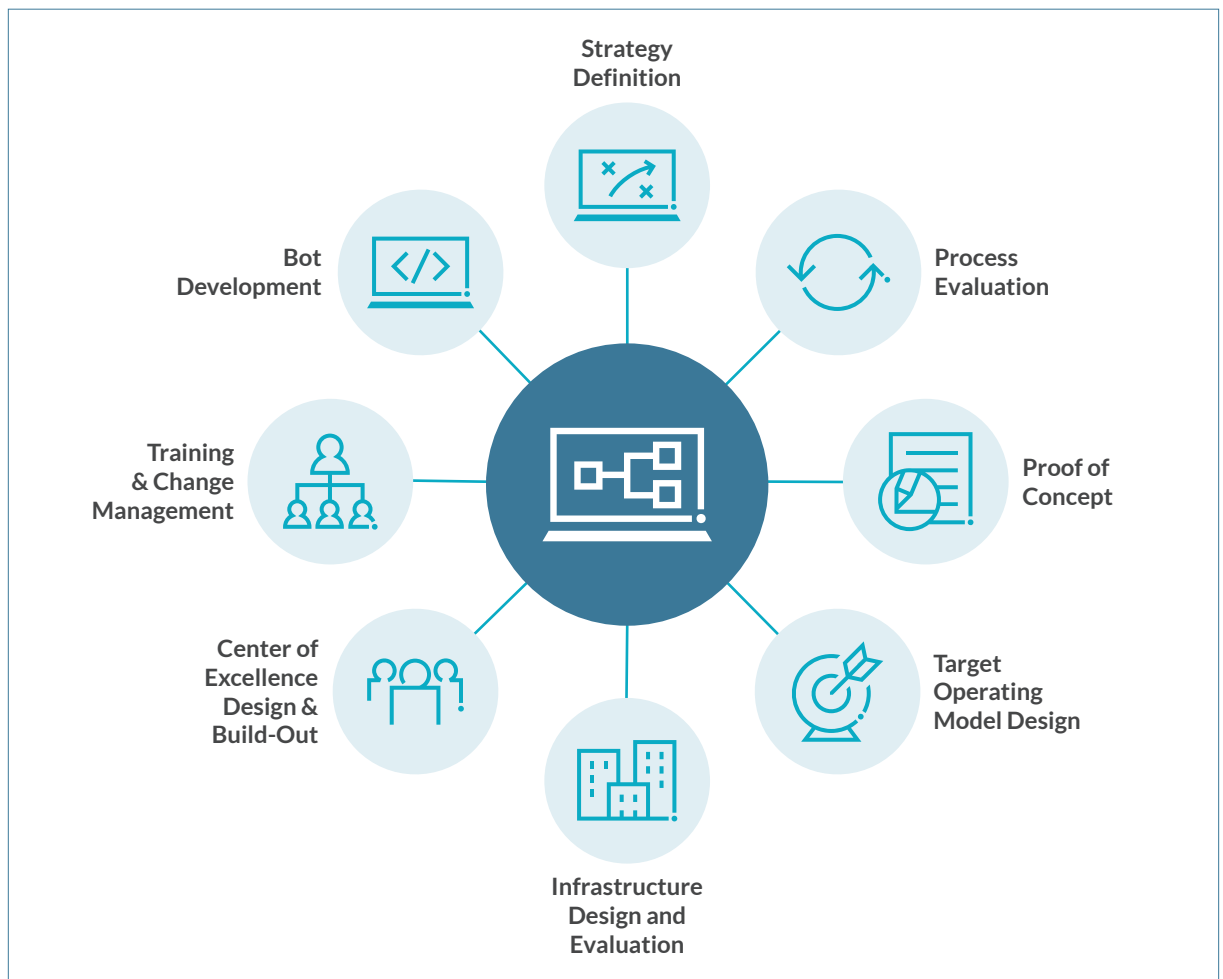 Strategy
Definition
Process
Evaluation
Proof of
Concept
Target
Operating
Model Design
Infrastructure
Design and
Evaluation
Center of
Excellence
Design &
Build-Out
Training
& Change
Management
Bot
Development